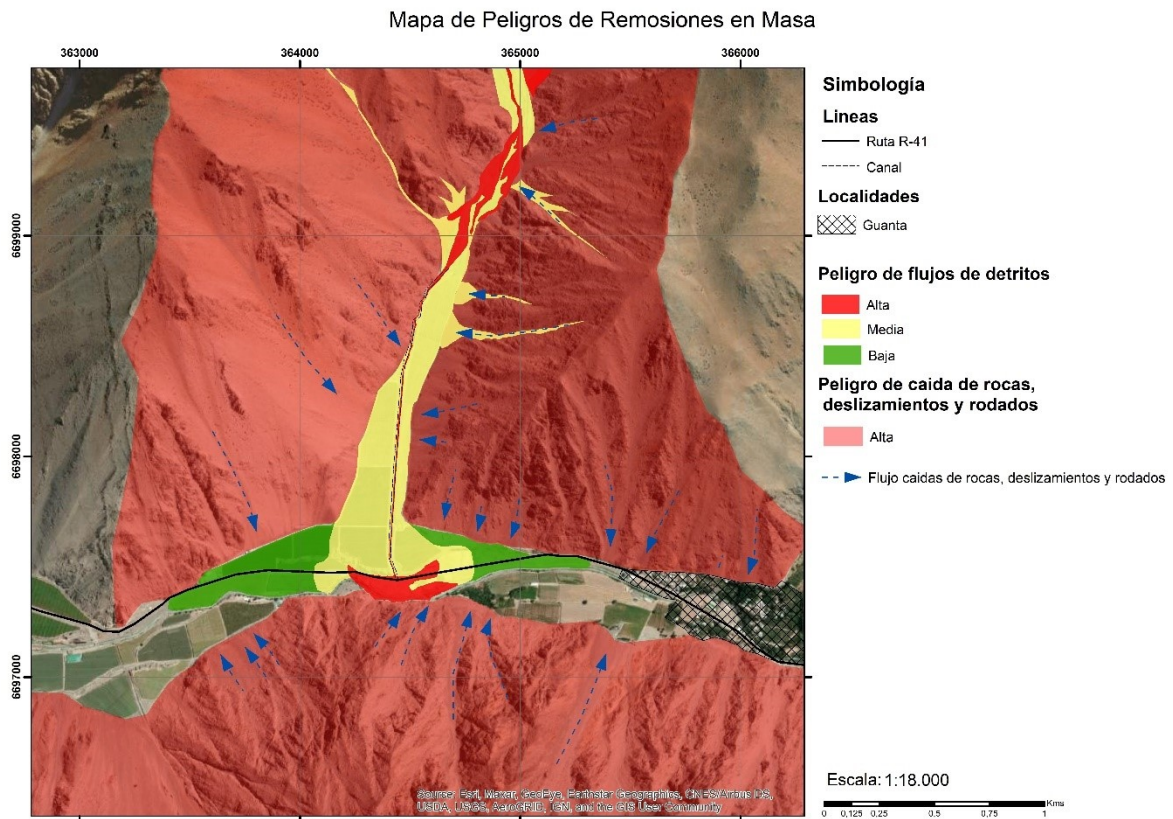 Mapa de Peligros de Remosiones en Masa
363000
364000
365000
366000
6699000
6698000
6697000
Simbología
Lineas
Ruta R-41
Canal
Localidades
Guanta
Peligro de flujos de detritos
Alta
Media
Baja
Peligro de caida de rocas,
deslizamientos y rodados
Alta
Flujo caidas de rocas, deslizamientos y rodados
Source: Esri, Maxar, GeoEye, Earthstar Geographics, CNES/Airbus DS,
USDA, USGS, AeroGRID, IGN, and the GIS User Community
Escala: 1:18.000
0 0,125 0,25 0,5 0,75 1 Kms